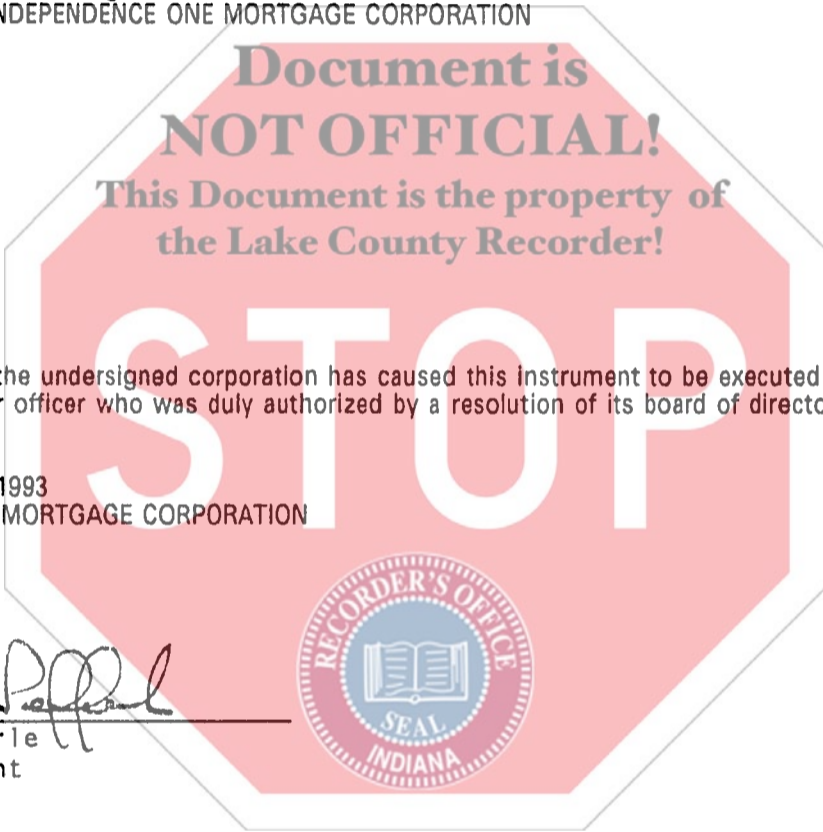 NDEPENDENCE ONE MORTGAGE CORPORATION
Document is
NOT OFFICIAL!
This Document is the property of
the Lake County Recorder!
STOP
the undersigned corporation has caused this instrument to be executed
officer who was duly authorized by a resolution of its board of directo
1993
MORTGAGE CORPORATION
RECORDER'S OFFICE
SEAL
INDIANA
rle
nt